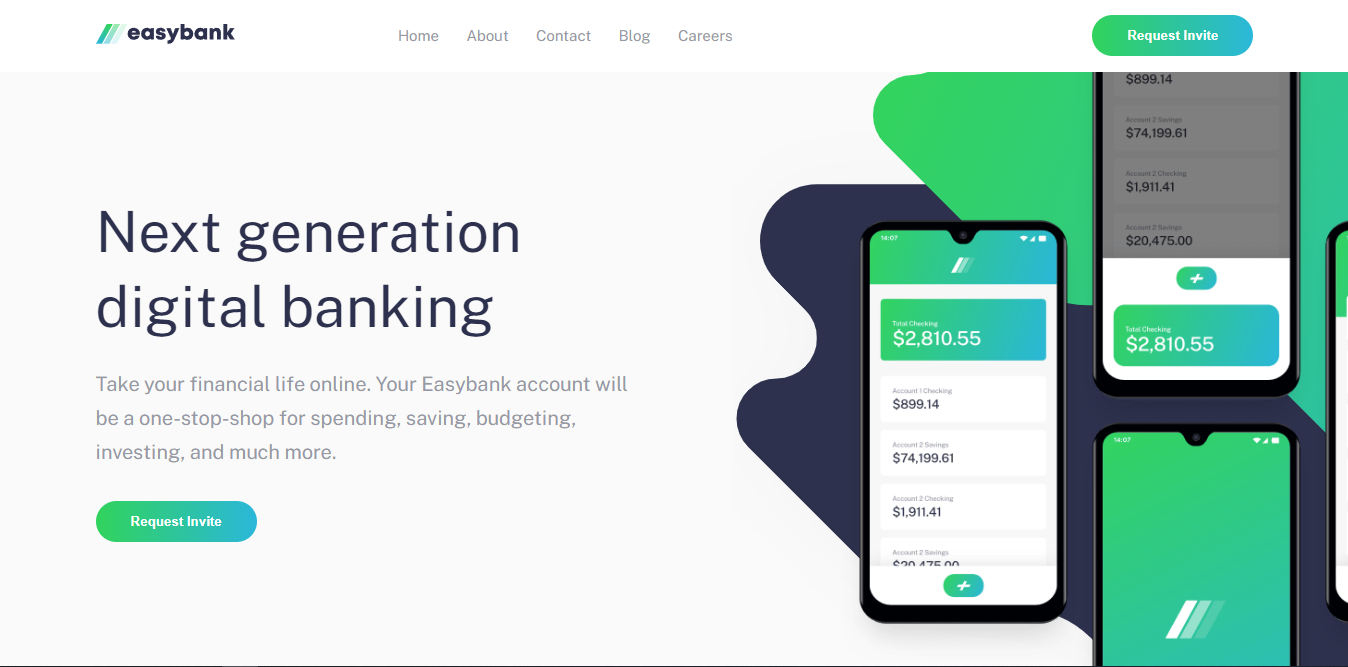 easybank
Home
About
Contact
Blog
Careers
Request Invite
Next generation
digital banking
Take your financial life online. Your Easybank account will
be a one-stop-shop for spending, saving, budgeting,
investing, and much more.
Request Invite
14:07
Total Checking
$2,810.55
Account 1 Checking
$899.14
Account 2 Savings
$74,199.61
Account 2 Checking
$1,911.41
Account 2 Savings
$20,475.00
$899.14
Account 2 Savings
$74,199.61
Account 2 Checking
$1,911.41
Account 2 Savings
$20,475.00
Total Checking
$2,810.55
14:07